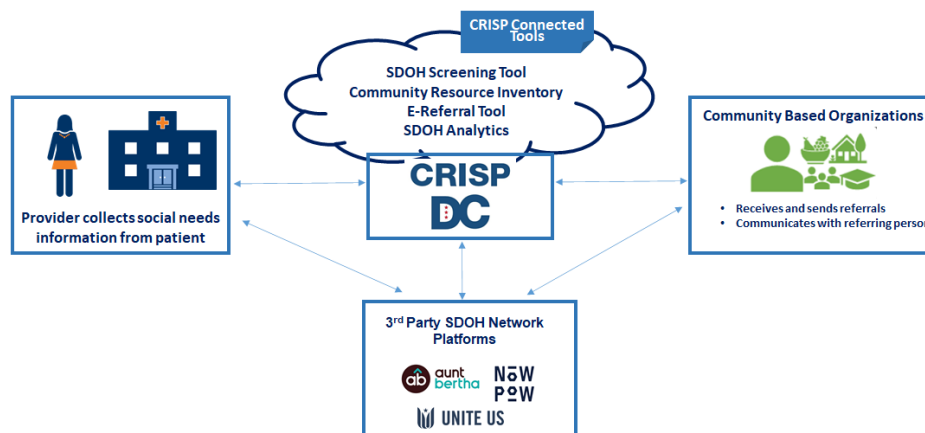 CRISP Connected
Tools
SDOH Screening Tool
Community Resource Inventory
E-Referral Tool
SDOH Analytics
CRISP
DC
Provider collects social needs
information from patient
Community Based Organizations
• Receives and sends referrals
• Communicates with referring person
3rd Party SDOH Network
Platforms
ab aunt
bertha
NOW
POW
UNITE US